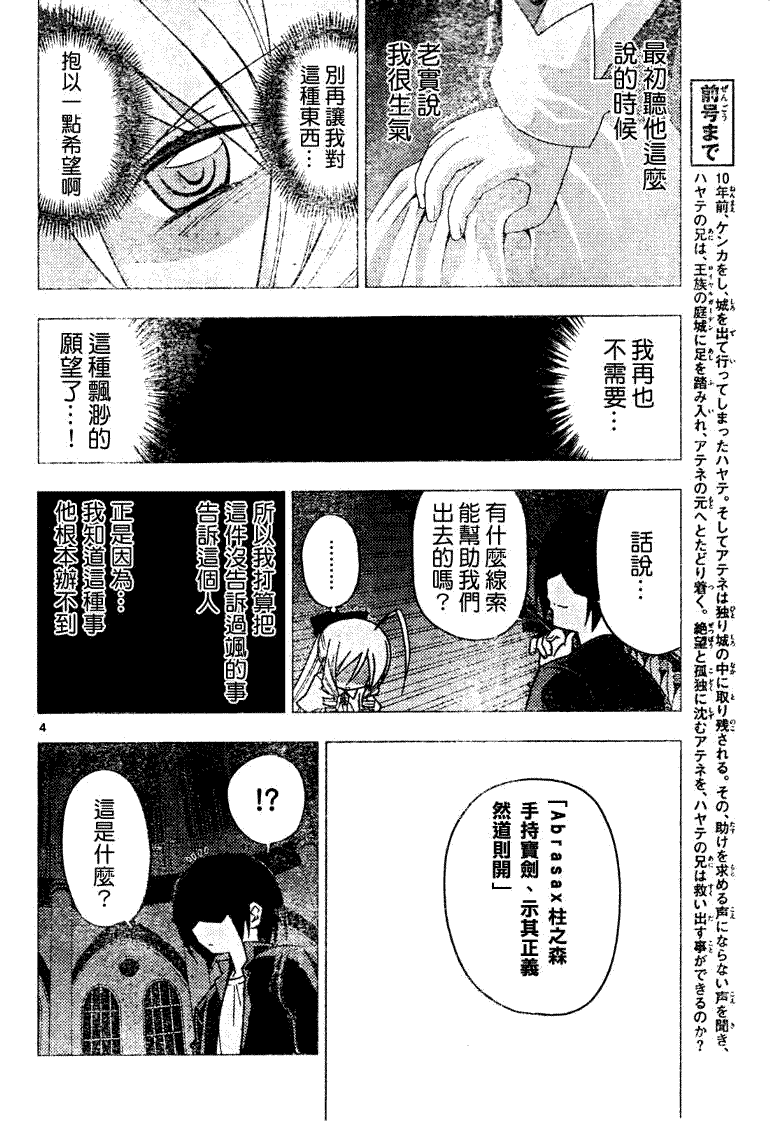 前号まで
10年前、ケンカをし、城を出て行ってしまったハヤテ。そしてアテネは独り城の中に取り残される。その、助けを求める声にならない声を聞き、
ハヤテの兄は、王族の庭城に足を踏み入れ、アテネの元へとたどり着く。絶望と孤独に沈むアテネを、ハヤテの兄は救い出す事ができるのか?
最初聽他這麼
說的時候
老實說
我很生氣
別再讓我對
這種東西…
抱以一點希望啊
我再也
不需要…
這種飄渺的
願望了…!
話說…
有什麼線索
能幫助我們
出去的嗎?
………
所以我打算把
這件沒告訴過颯的事
告訴這個人
正是因為…
我知道這種事
他根本辦不到
4
「Abrasax柱之森
手持寶劍、示其正義
然道則開」
!?
這是什麼?